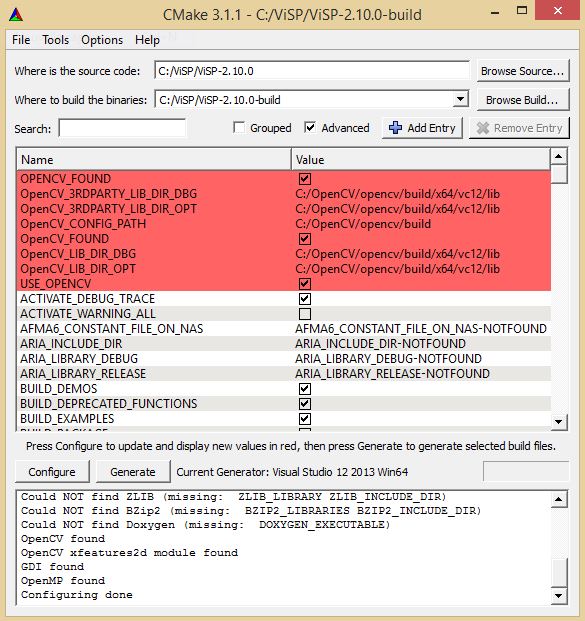 CMake 3.1.1 - C:/ViSP/ViSP-2.10.0-build
File Tools Options Help
Where is the source code: C:/ViSP/ViSP-2.10.0 Browse Source...
Where to build the binaries: C:/ViSP/ViSP-2.10.0-build Browse Build...
Search: Grouped Advanced Add Entry Remove Entry
Name Value
OPENCV_FOUND
OpenCV_3RDPARTY_LIB_DIR_DBG C:/OpenCV/opencv/build/x64/vc12/lib
OpenCV_3RDPARTY_LIB_DIR_OPT C:/OpenCV/opencv/build/x64/vc12/lib
OpenCV_CONFIG_PATH C:/OpenCV/opencv/build
OpenCV_FOUND
OpenCV_LIB_DIR_DBG C:/OpenCV/opencv/build/x64/vc12/lib
OpenCV_LIB_DIR_OPT C:/OpenCV/opencv/build/x64/vc12/lib
USE_OPENCV
ACTIVATE_DEBUG_TRACE
ACTIVATE_WARNING_ALL
AFMA6_CONSTANT_FILE_ON_NAS AFMA6_CONSTANT_FILE_ON_NAS-NOTFOUND
ARIA_INCLUDE_DIR ARIA_INCLUDE_DIR-NOTFOUND
ARIA_LIBRARY_DEBUG ARIA_LIBRARY_DEBUG-NOTFOUND
ARIA_LIBRARY_RELEASE ARIA_LIBRARY_RELEASE-NOTFOUND
BUILD_DEMOS
BUILD_DEPRECATED_FUNCTIONS
BUILD_EXAMPLES
BUILD_PACKAGE
Press Configure to update and display new values in red, then press Generate to generate selected build files.
Configure Generate Current Generator: Visual Studio 12 2013 Win64
Could NOT find ZLIB (missing:  ZLIB_LIBRARY ZLIB_INCLUDE_DIR)
Could NOT find BZip2 (missing:  BZIP2_LIBRARIES BZIP2_INCLUDE_DIR)
Could NOT find Doxygen (missing:  DOXYGEN_EXECUTABLE)
OpenCV found
OpenCV xfeatures2d module found
GDI found
OpenMP found
Configuring done